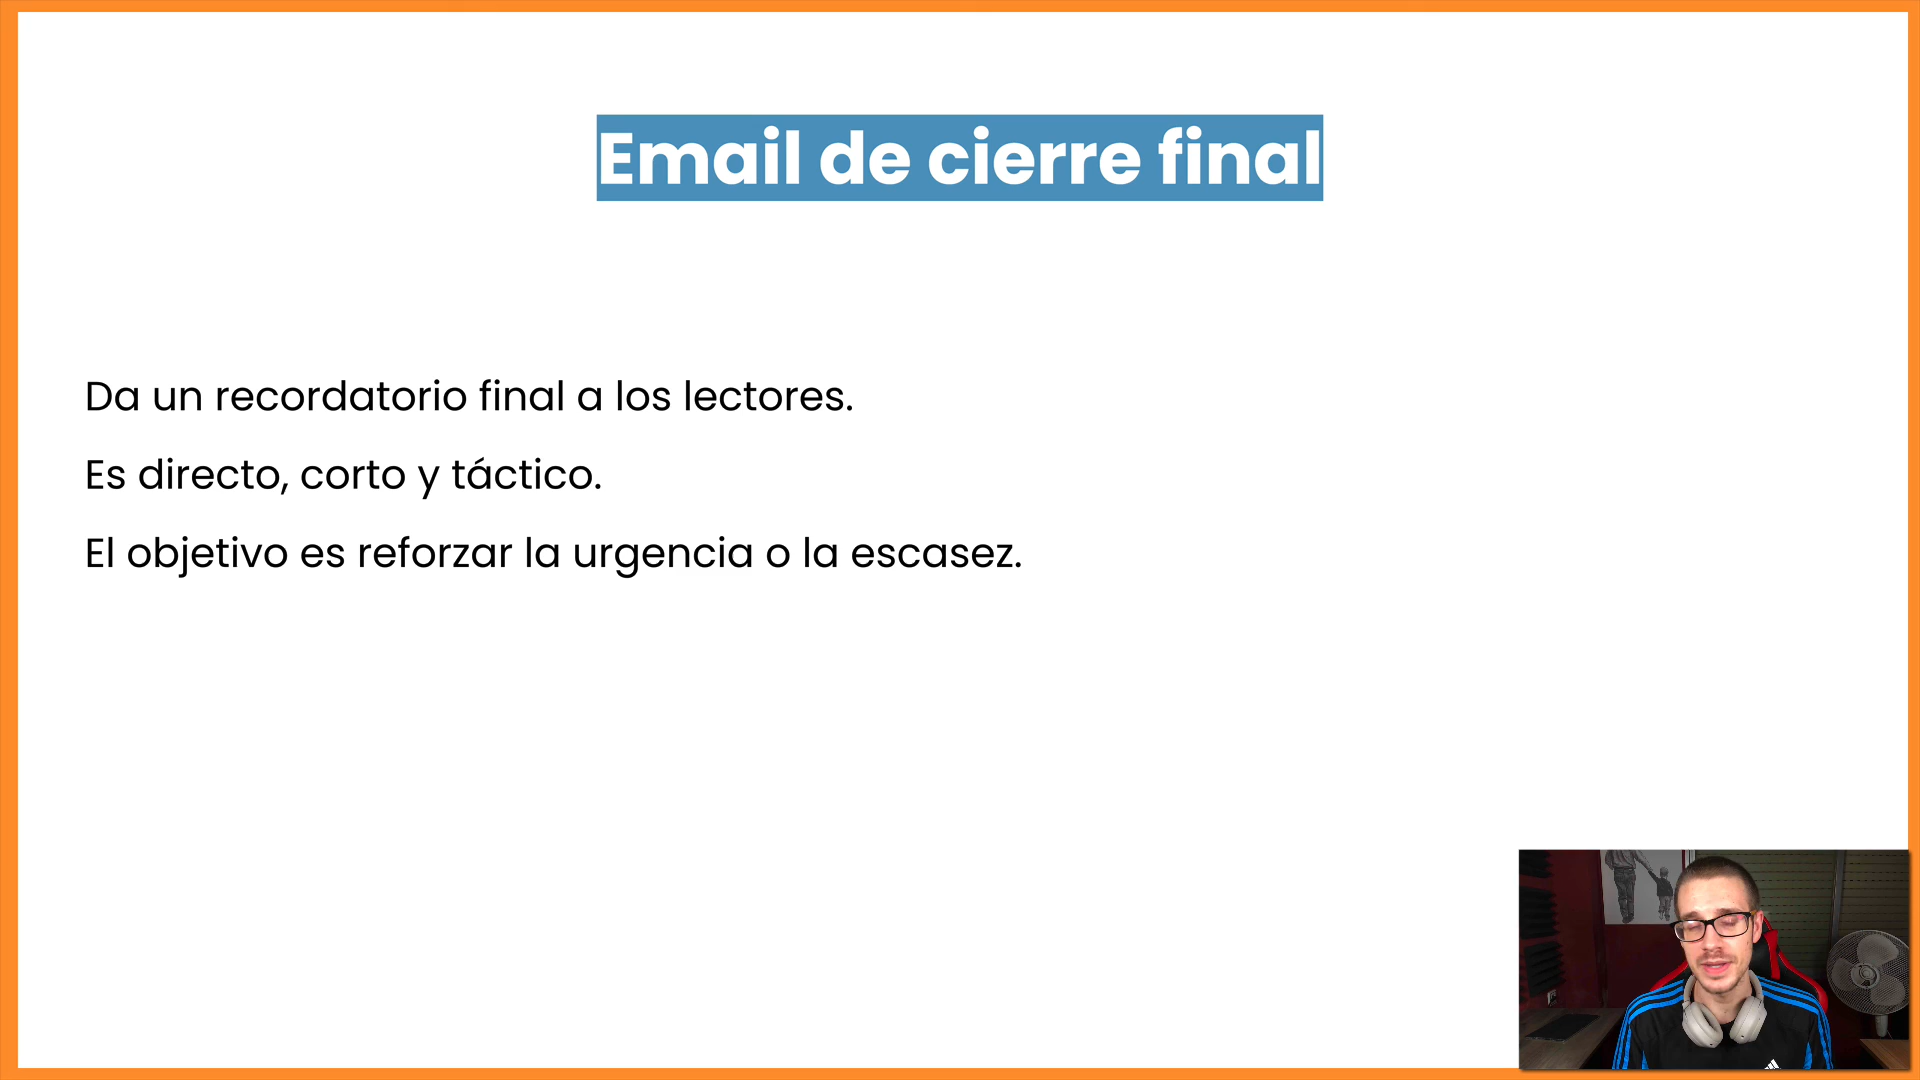 Email de cierre final
Da un recordatorio final a los lectores.
Es directo, corto y táctico.
El objetivo es reforzar la urgencia o la escasez.